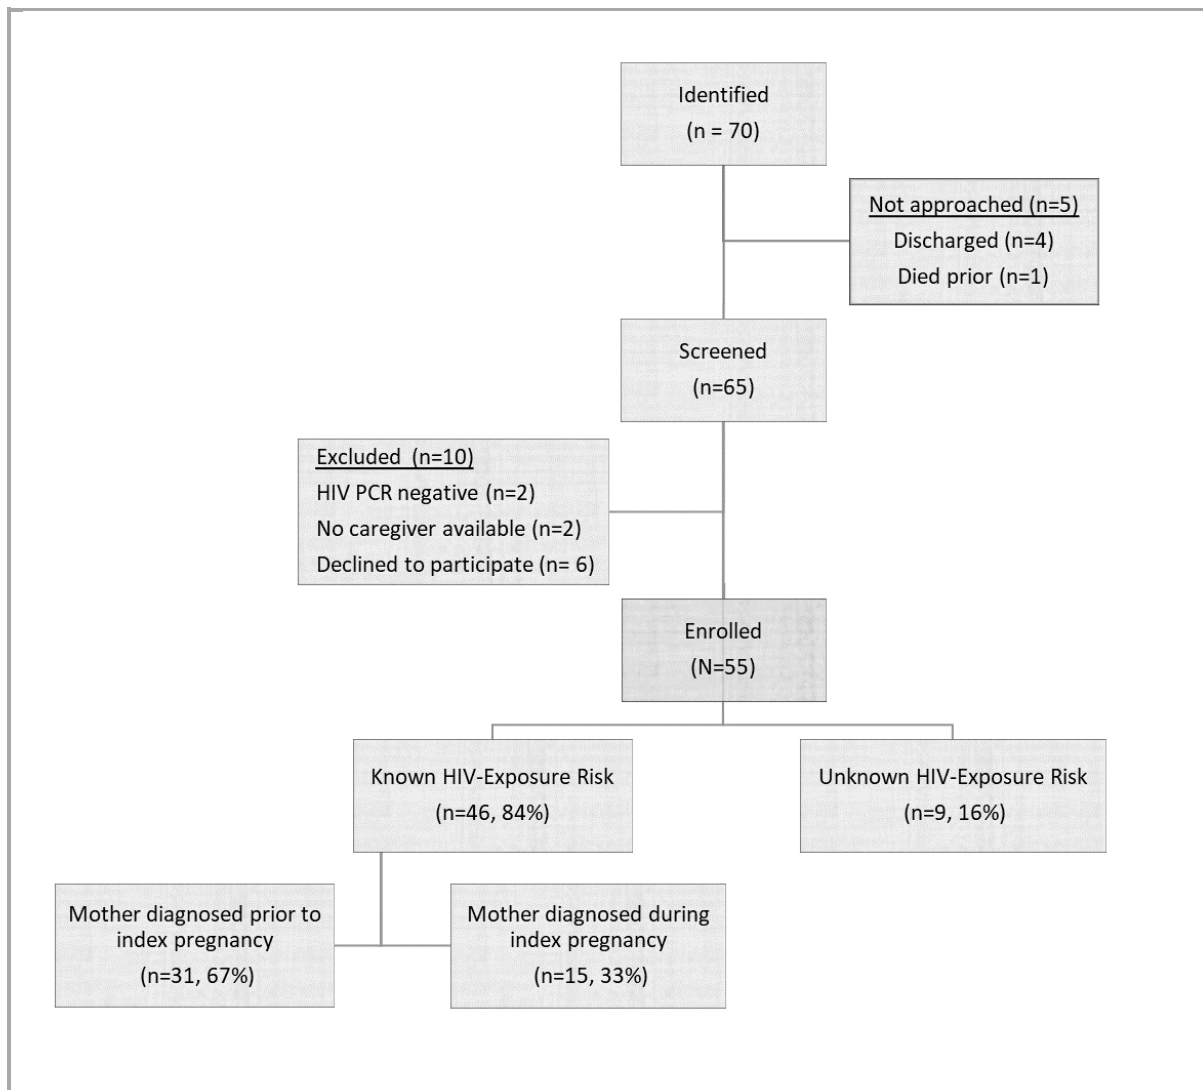 Identified
(n = 70)
Not approached (n=5)
Discharged (n=4)
Died prior (n=1)
Screened
(n=65)
Excluded  (n=10)
HIV PCR negative (n=2)
No caregiver available (n=2)
Declined to participate (n= 6)
Enrolled
(N=55)
Known HIV-Exposure Risk
(n=46, 84%)
Unknown HIV-Exposure Risk
(n=9, 16%)
Mother diagnosed prior to
index pregnancy
(n=31, 67%)
Mother diagnosed during
index pregnancy
(n=15, 33%)